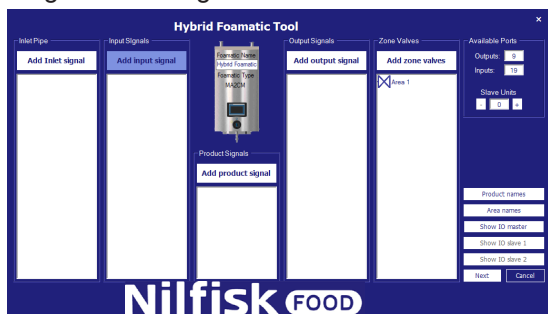 Hybrid Foamatic Tool
×
Inlet Pipe
Add Inlet signal
Input SIgnals
Add input signal
Foamatic Name
Hybrid Foamatic
Foamatic Type
MA2CM
Product Signals
Add product signal
Output Signals
Add output signal
Zone Valves
Add zone valves
Area 1
Available Ports
Outputs: 9
Inputs: 19
Slave Units
- 0 +
Product names
Area names
Show IO master
Show IO slave 1
Show IO slave 2
Next Cancel
Nilfisk FOOD